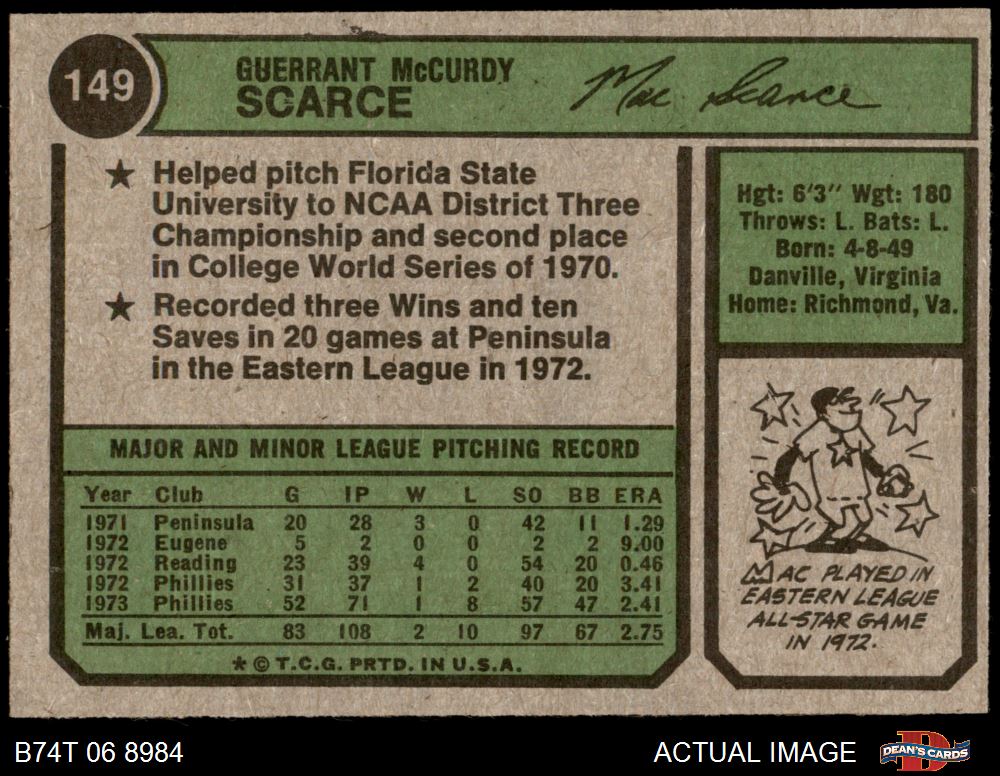 149
GUERRANT McCURDY
SCARCE
Mac Scarce
★ Helped pitch Florida State
University to NCAA District Three
Championship and second place
in College World Series of 1970.
★ Recorded three Wins and ten
Saves in 20 games at Peninsula
in the Eastern League in 1972.
Hgt: 6'3" Wgt: 180
Throws: L. Bats: L.
Born: 4-8-49
Danville, Virginia
Home: Richmond, Va.
MAJOR AND MINOR LEAGUE PITCHING RECORD
Year Club G IP W L SO BB ERA
1971 Peninsula 20 28 3 0 42 11 1.29
1972 Eugene 5 2 0 0 2 2 9.00
1972 Reading 23 39 4 0 54 20 0.46
1972 Phillies 31 37 1 2 40 20 3.41
1973 Phillies 52 71 1 8 57 47 2.41
Maj. Lea. Tot. 83 108 2 10 97 67 2.75
* © T.C.G. PRTD. IN U.S.A.
MAC PLAYED IN
EASTERN LEAGUE
ALL-STAR GAME
IN 1972.
B74T 06 8984
ACTUAL IMAGE
D
DEAN'S CARDS